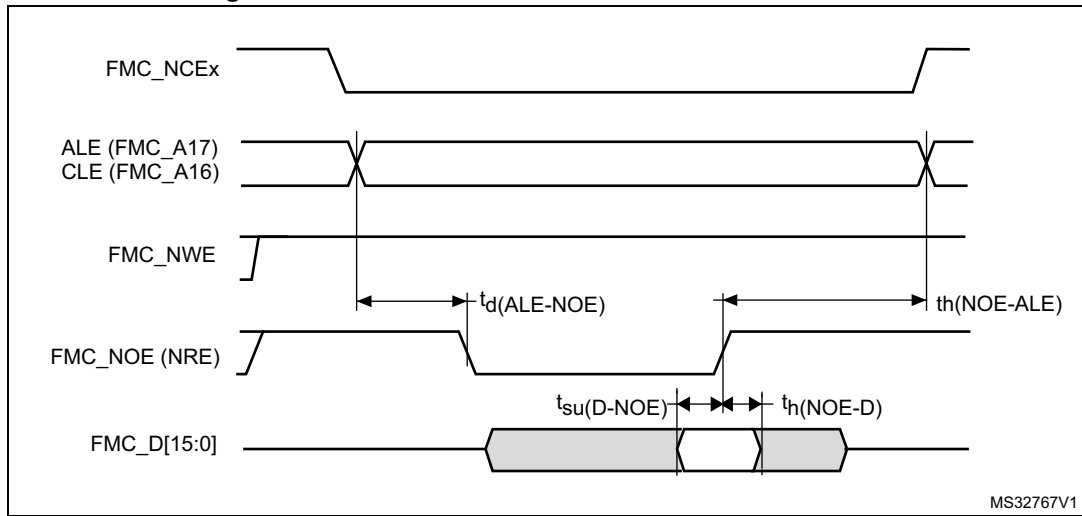 FMC_NCEx
ALE (FMC_A17)
CLE (FMC_A16)
FMC_NWE
td(ALE-NOE)
th(NOE-ALE)
FMC_NOE (NRE)
tsu(D-NOE)
th(NOE-D)
FMC_D[15:0]
MS32767V1